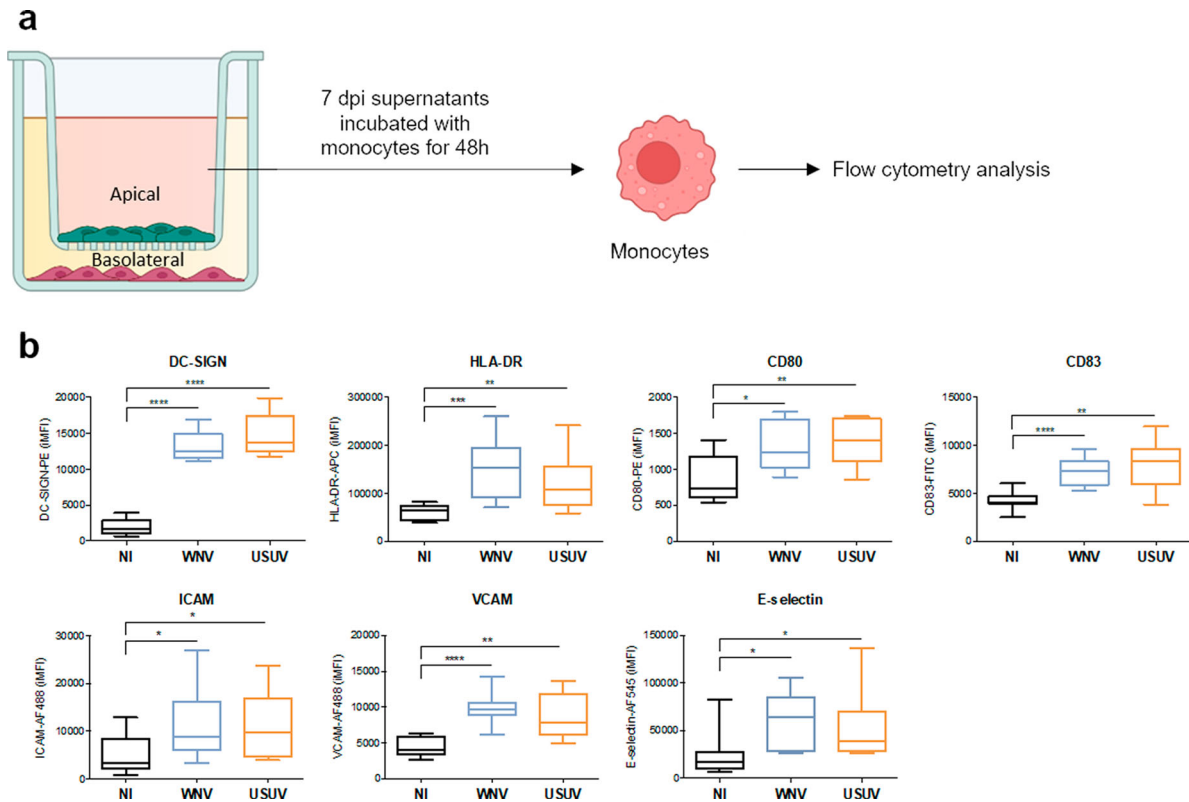 a
7 dpi supernatants
incubated with
monocytes for 48h
Apical
Basolateral
Monocytes
Flow cytometry analysis
b
DC-SIGN
DC-SIGN-PE (iMFI)
20000
15000
10000
5000
0
****
****
NI WNV USUV
HLA-DR
HLA-DR-APC (iMFI)
300000
200000
100000
0
**
***
NI WNV USUV
CD80
CD80-PE (iMFI)
2000
1500
1000
500
0
**
*
NI WNV USUV
CD83
CD83-FITC (iMFI)
15000
10000
5000
0
**
****
NI WNV USUV
ICAM
ICAM-AF488 (iMFI)
30000
20000
10000
0
*
*
NI WNV USUV
VCAM
VCAM-AF488 (iMFI)
20000
15000
10000
5000
0
**
****
NI WNV USUV
E-selectin
E-selectin-AF545 (iMFI)
150000
100000
50000
0
*
*
NI WNV USUV